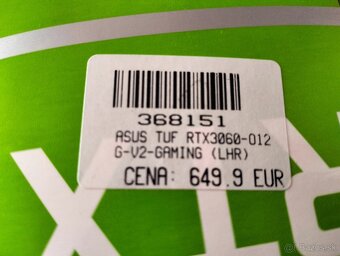 368151
ASUS TUF RTX3060-O12
G-V2-GAMING (LHR)
CENA: 649.9 EUR